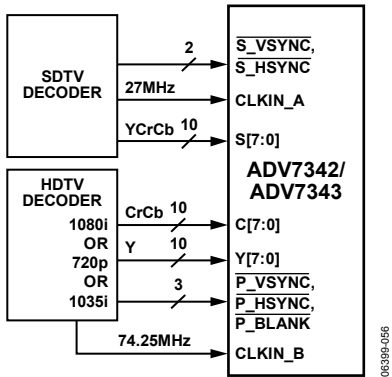 SDTV
DECODER
2
S_VSYNC,
S_HSYNC
27MHz
CLKIN_A
YCrCb 10
S[7:0]
ADV7342/
ADV7343
HDTV
DECODER
1080i
OR
720p
OR
1035i
CrCb 10
C[7:0]
Y 10
Y[7:0]
3
P_VSYNC,
P_HSYNC,
P_BLANK
74.25MHz
CLKIN_B
06399-056